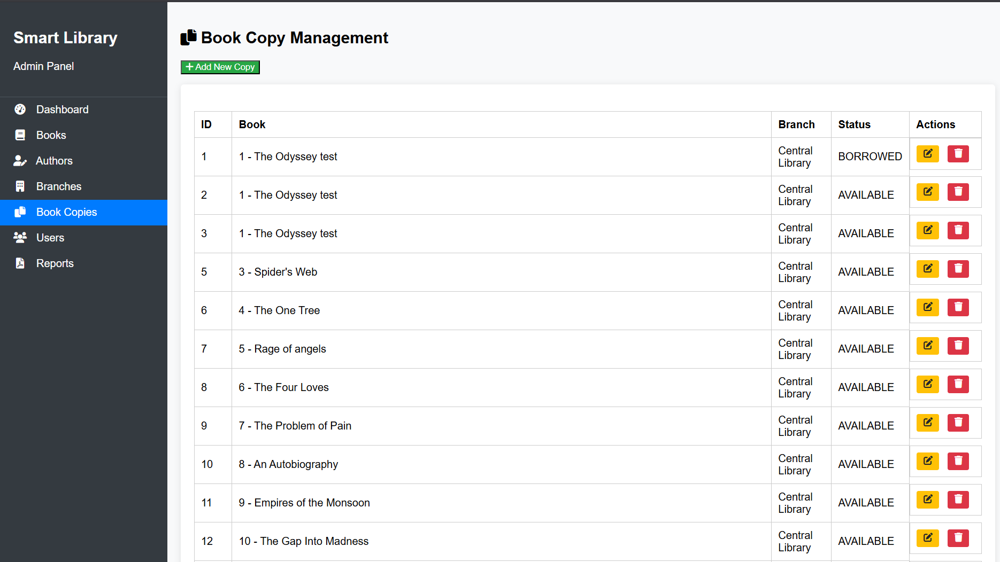 Smart Library
Admin Panel
Dashboard
Books
Authors
Branches
Book Copies
Users
Reports
Book Copy Management
Add New Copy
ID Book Branch Status Actions
1 1 - The Odyssey test Central Library BORROWED
2 1 - The Odyssey test Central Library AVAILABLE
3 1 - The Odyssey test Central Library AVAILABLE
5 3 - Spider's Web Central Library AVAILABLE
6 4 - The One Tree Central Library AVAILABLE
7 5 - Rage of angels Central Library AVAILABLE
8 6 - The Four Loves Central Library AVAILABLE
9 7 - The Problem of Pain Central Library AVAILABLE
10 8 - An Autobiography Central Library AVAILABLE
11 9 - Empires of the Monsoon Central Library AVAILABLE
12 10 - The Gap Into Madness Central Library AVAILABLE